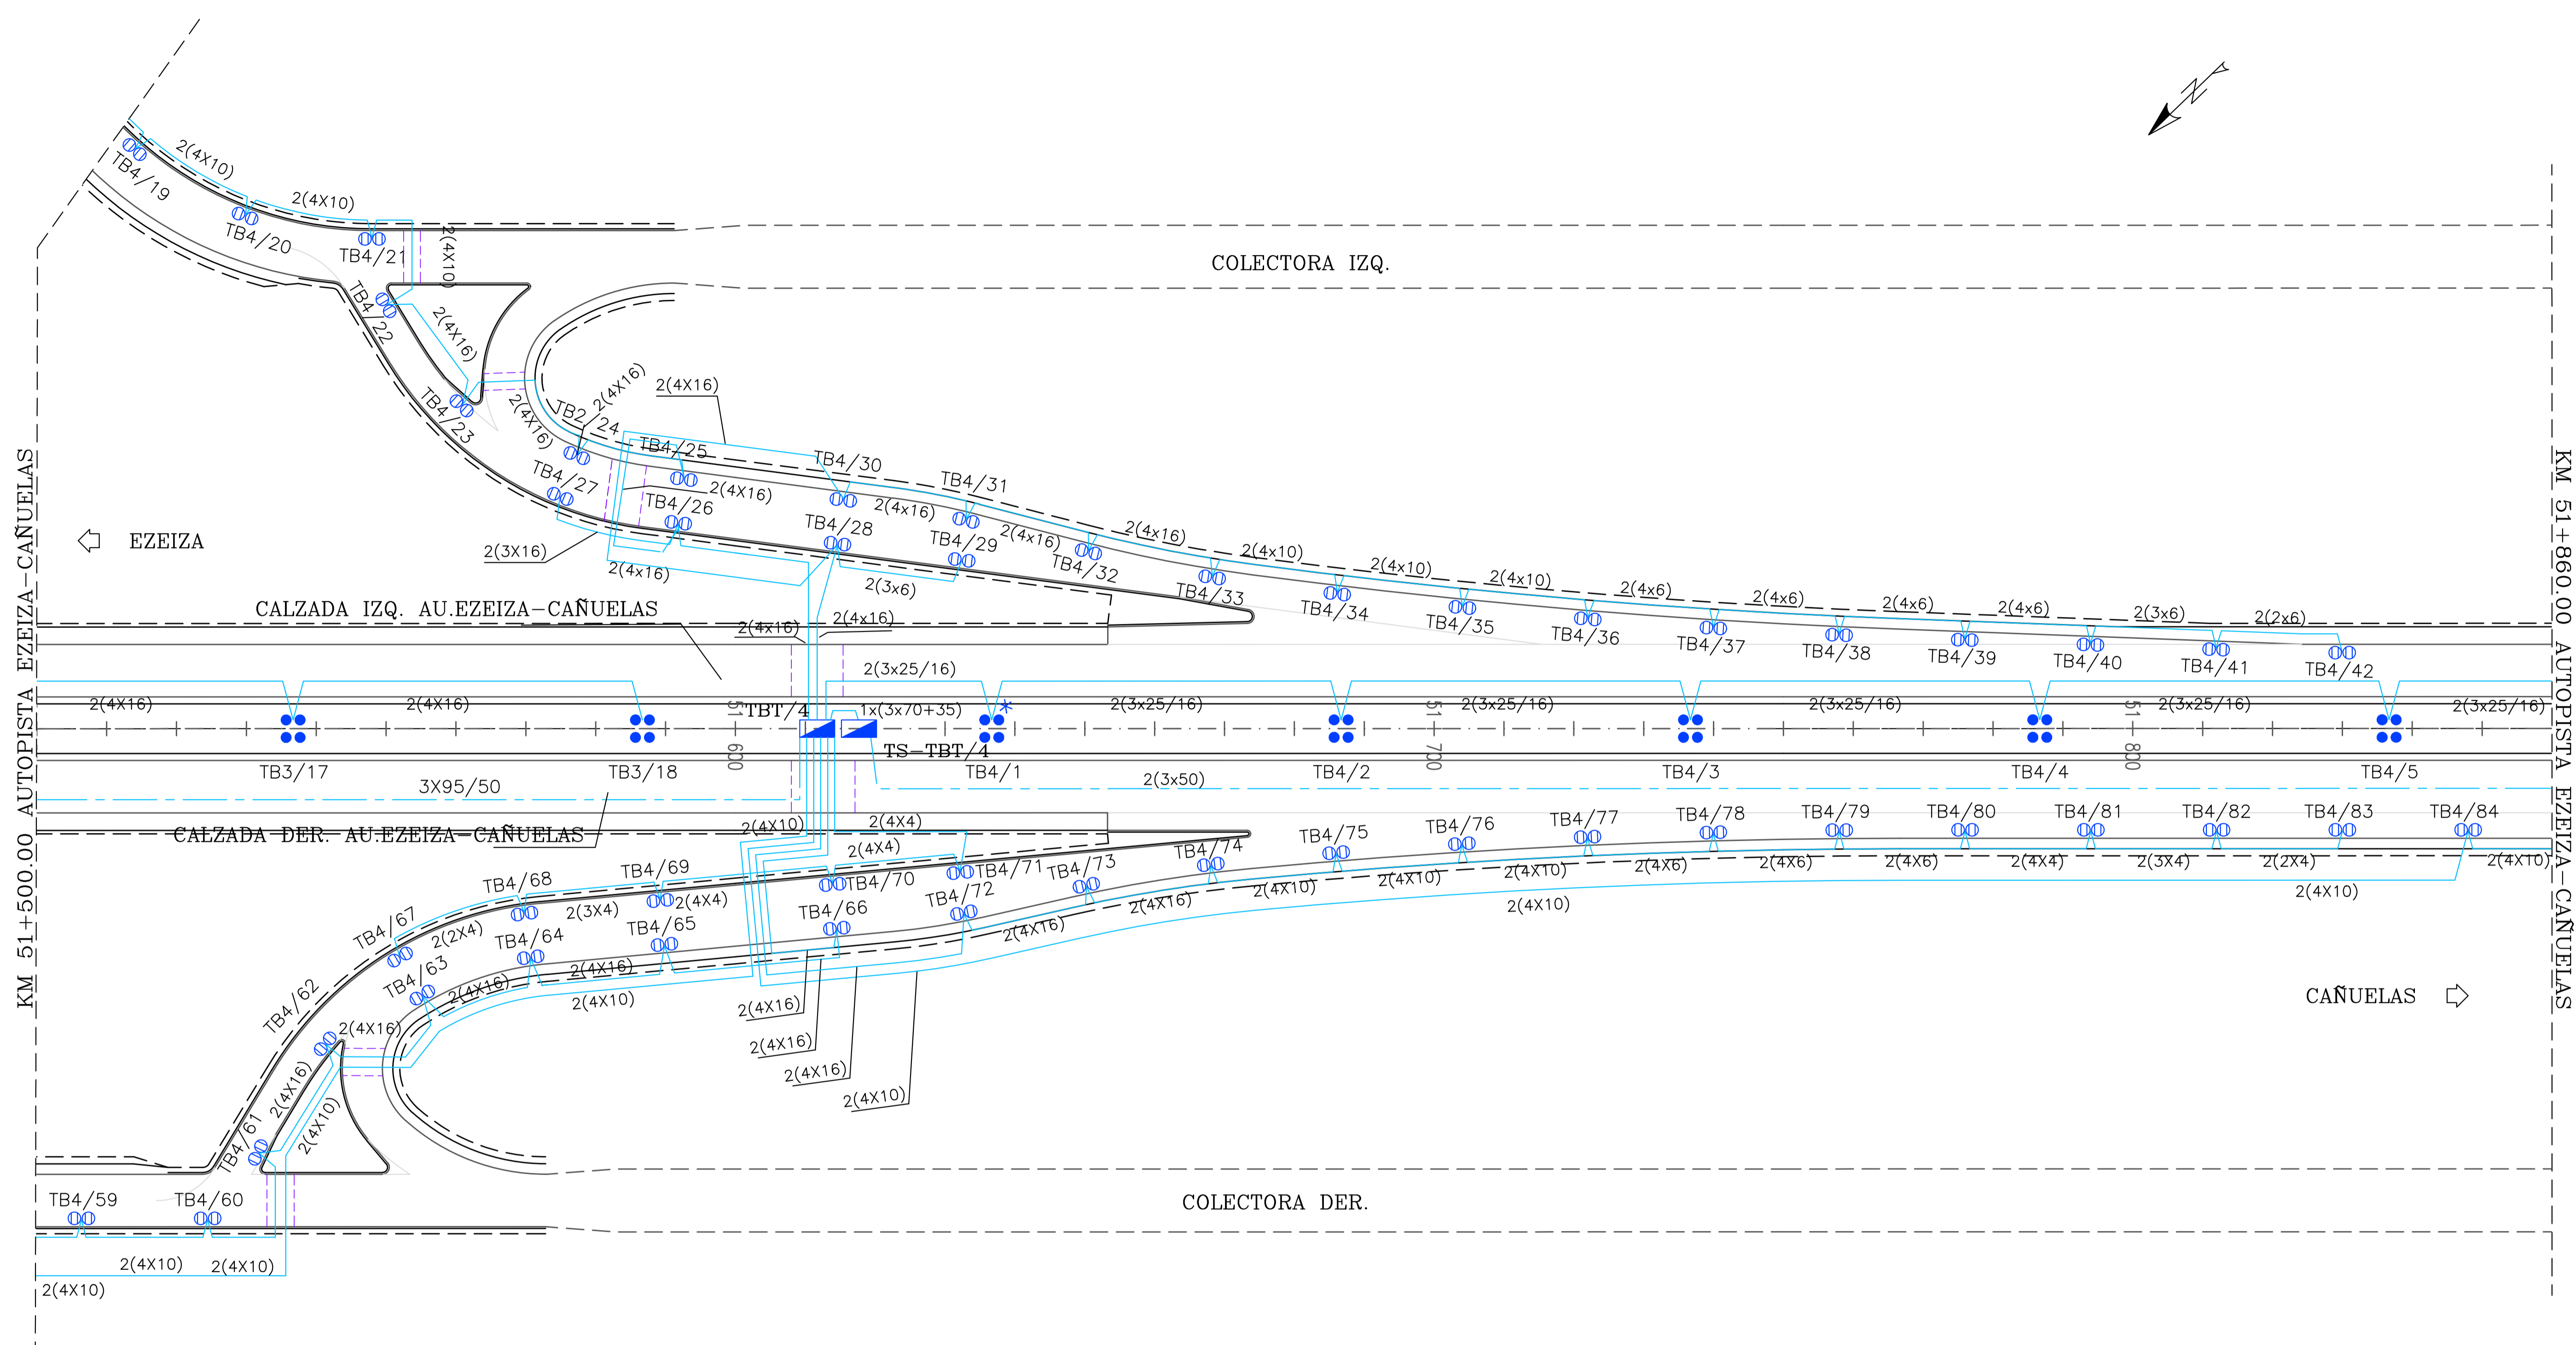 N
TB4/19
2(4X10)
TB4/20
2(4X10)
TB4/21
2(4X10)
COLECTORA IZQ.
TB4/22
2(4X16)
TB4/23
2(4X16)
2(4X16)
TB2/24
2(4X16)
TB4/25
2(4X16)
TB4/27
TB4/26
TB4/30
TB4/31
2(4x16)
2(4x16)
TB4/28
TB4/29
TB4/32
2(4x16)
2(3X16)
2(4x16)
2(3x6)
TB4/33
2(4x10)
TB4/34
2(4x10)
TB4/35
2(4x10)
TB4/36
2(4x6)
TB4/37
2(4x6)
TB4/38
2(4x6)
TB4/39
2(4x6)
TB4/40
2(3x6)
TB4/41
2(2x6)
TB4/42
KM 51+500.00 AUTOPISTA EZEIZA-CAÑUELAS
KM 51+860.00 AUTOPISTA EZEIZA-CAÑUELAS
EZEIZA
CALZADA IZQ. AU.EZEIZA-CAÑUELAS
2(4x16)
2(4x16)
2(3x25/16)
2(4X16)
2(4X16)
51
600
TBT/4
1x(3x70+35)
*
2(3x25/16)
51
700
2(3x25/16)
2(3x25/16)
51
800
2(3x25/16)
2(3x25/16)
TS-TBT/4
TB3/17
TB3/18
TB4/1
TB4/2
TB4/3
TB4/4
TB4/5
3X95/50
2(3x50)
CALZADA DER. AU.EZEIZA-CAÑUELAS
2(4X10)
2(4X4)
2(4X4)
TB4/67
2(2X4)
TB4/68
2(3X4)
TB4/69
2(4X4)
TB4/70
TB4/71
TB4/62
TB4/63
2(4X16)
TB4/64
2(4X16)
TB4/65
TB4/66
TB4/72
2(4X16)
TB4/73
2(4X16)
TB4/74
2(4X10)
TB4/75
2(4X10)
TB4/76
2(4X10)
TB4/77
2(4X6)
TB4/78
2(4X6)
TB4/79
2(4X6)
TB4/80
2(4X4)
TB4/81
2(3X4)
TB4/82
2(2X4)
TB4/83
TB4/84
2(4X10)
2(4X10)
2(4X10)
2(4X10)
2(4X16)
2(4X16)
2(4X16)
2(4X10)
CAÑUELAS
2(4X16)
2(4X16)
2(4X10)
TB4/61
TB4/59
TB4/60
COLECTORA DER.
2(4X10)
2(4X10)
2(4X10)